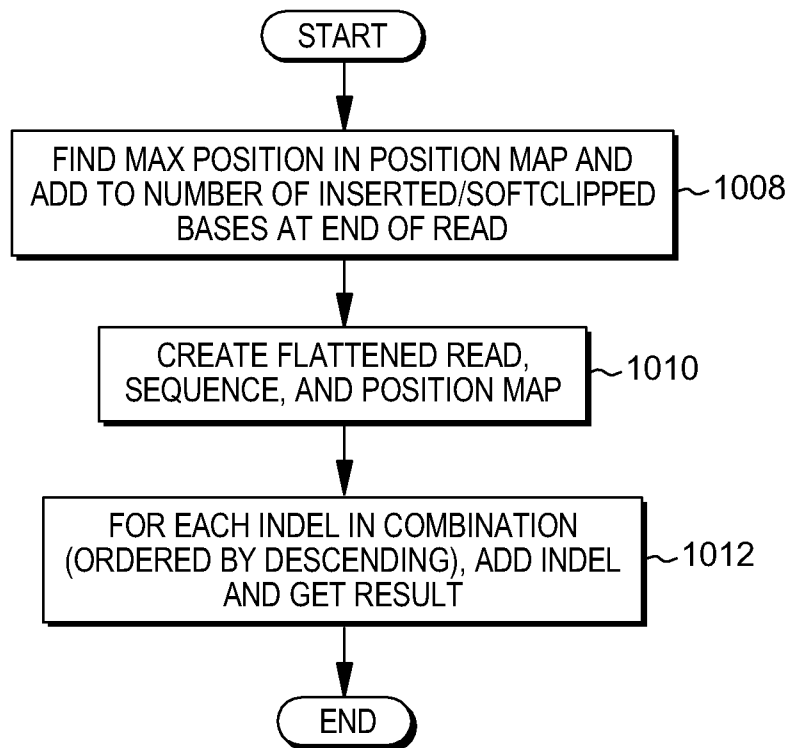 START
FIND MAX POSITION IN POSITION MAP AND
ADD TO NUMBER OF INSERTED/SOFTCLIPPED
BASES AT END OF READ
1008
CREATE FLATTENED READ,
SEQUENCE, AND POSITION MAP
1010
FOR EACH INDEL IN COMBINATION
(ORDERED BY DESCENDING), ADD INDEL
AND GET RESULT
1012
END